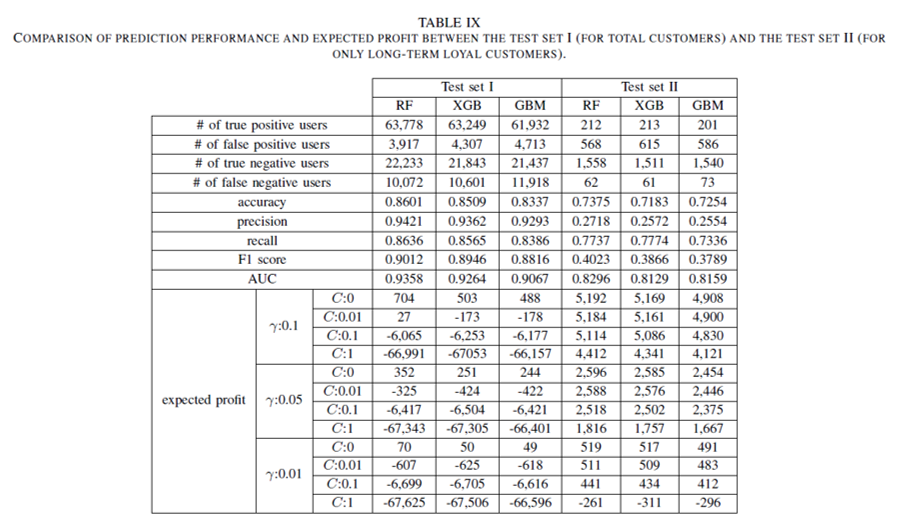 TABLE IX
COMPARISON OF PREDICTION PERFORMANCE AND EXPECTED PROFIT BETWEEN THE TEST SET I (FOR TOTAL CUSTOMERS) AND THE TEST SET II (FOR
ONLY LONG-TERM LOYAL CUSTOMERS).
Test set I Test set II
RF XGB GBM RF XGB GBM
# of true positive users 63,778 63,249 61,932 212 213 201
# of false positive users 3,917 4,307 4,713 568 615 586
# of true negative users 22,233 21,843 21,437 1,558 1,511 1,540
# of false negative users 10,072 10,601 11,918 62 61 73
accuracy 0.8601 0.8509 0.8337 0.7375 0.7183 0.7254
precision 0.9421 0.9362 0.9293 0.2718 0.2572 0.2554
recall 0.8636 0.8565 0.8386 0.7737 0.7774 0.7336
F1 score 0.9012 0.8946 0.8816 0.4023 0.3866 0.3789
AUC 0.9358 0.9264 0.9067 0.8296 0.8129 0.8159
expected profit γ:0.1 C:0 704 503 488 5,192 5,169 4,908
C:0.01 27 -173 -178 5,184 5,161 4,900
C:0.1 -6,065 -6,253 -6,177 5,114 5,086 4,830
C:1 -66,991 -67053 -66,157 4,412 4,341 4,121
γ:0.05 C:0 352 251 244 2,596 2,585 2,454
C:0.01 -325 -424 -422 2,588 2,576 2,446
C:0.1 -6,417 -6,504 -6,421 2,518 2,502 2,375
C:1 -67,343 -67,305 -66,401 1,816 1,757 1,667
γ:0.01 C:0 70 50 49 519 517 491
C:0.01 -607 -625 -618 511 509 483
C:0.1 -6,699 -6,705 -6,616 441 434 412
C:1 -67,625 -67,506 -66,596 -261 -311 -296